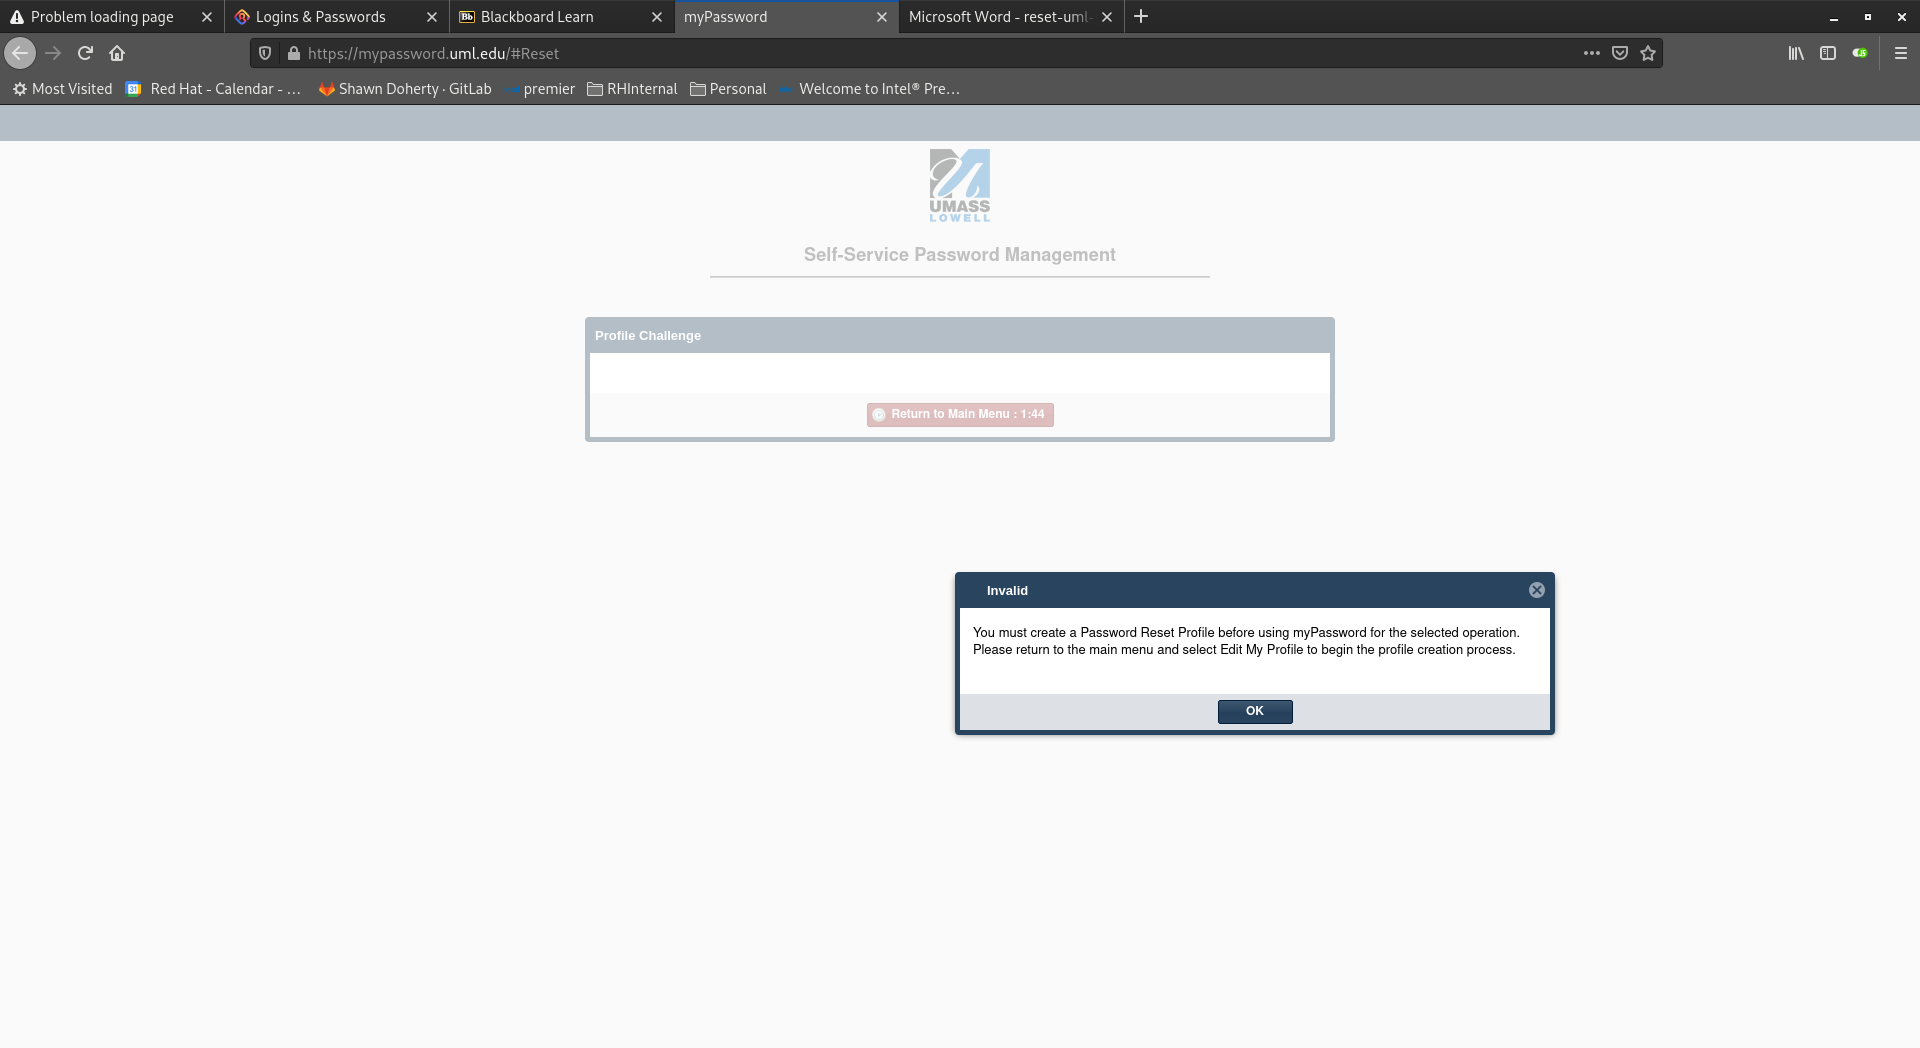 Problem loading page
Logins & Passwords
Blackboard Learn
myPassword
Microsoft Word - reset-uml-
https://mypassword.uml.edu/#Reset
Most Visited
Red Hat - Calendar - …
Shawn Doherty · GitLab
premier
RHInternal
Personal
Welcome to Intel® Pre…
UMASS
LOWELL
Self-Service Password Management
Profile Challenge
Return to Main Menu : 1:44
Invalid
You must create a Password Reset Profile before using myPassword for the selected operation.
Please return to the main menu and select Edit My Profile to begin the profile creation process.
OK